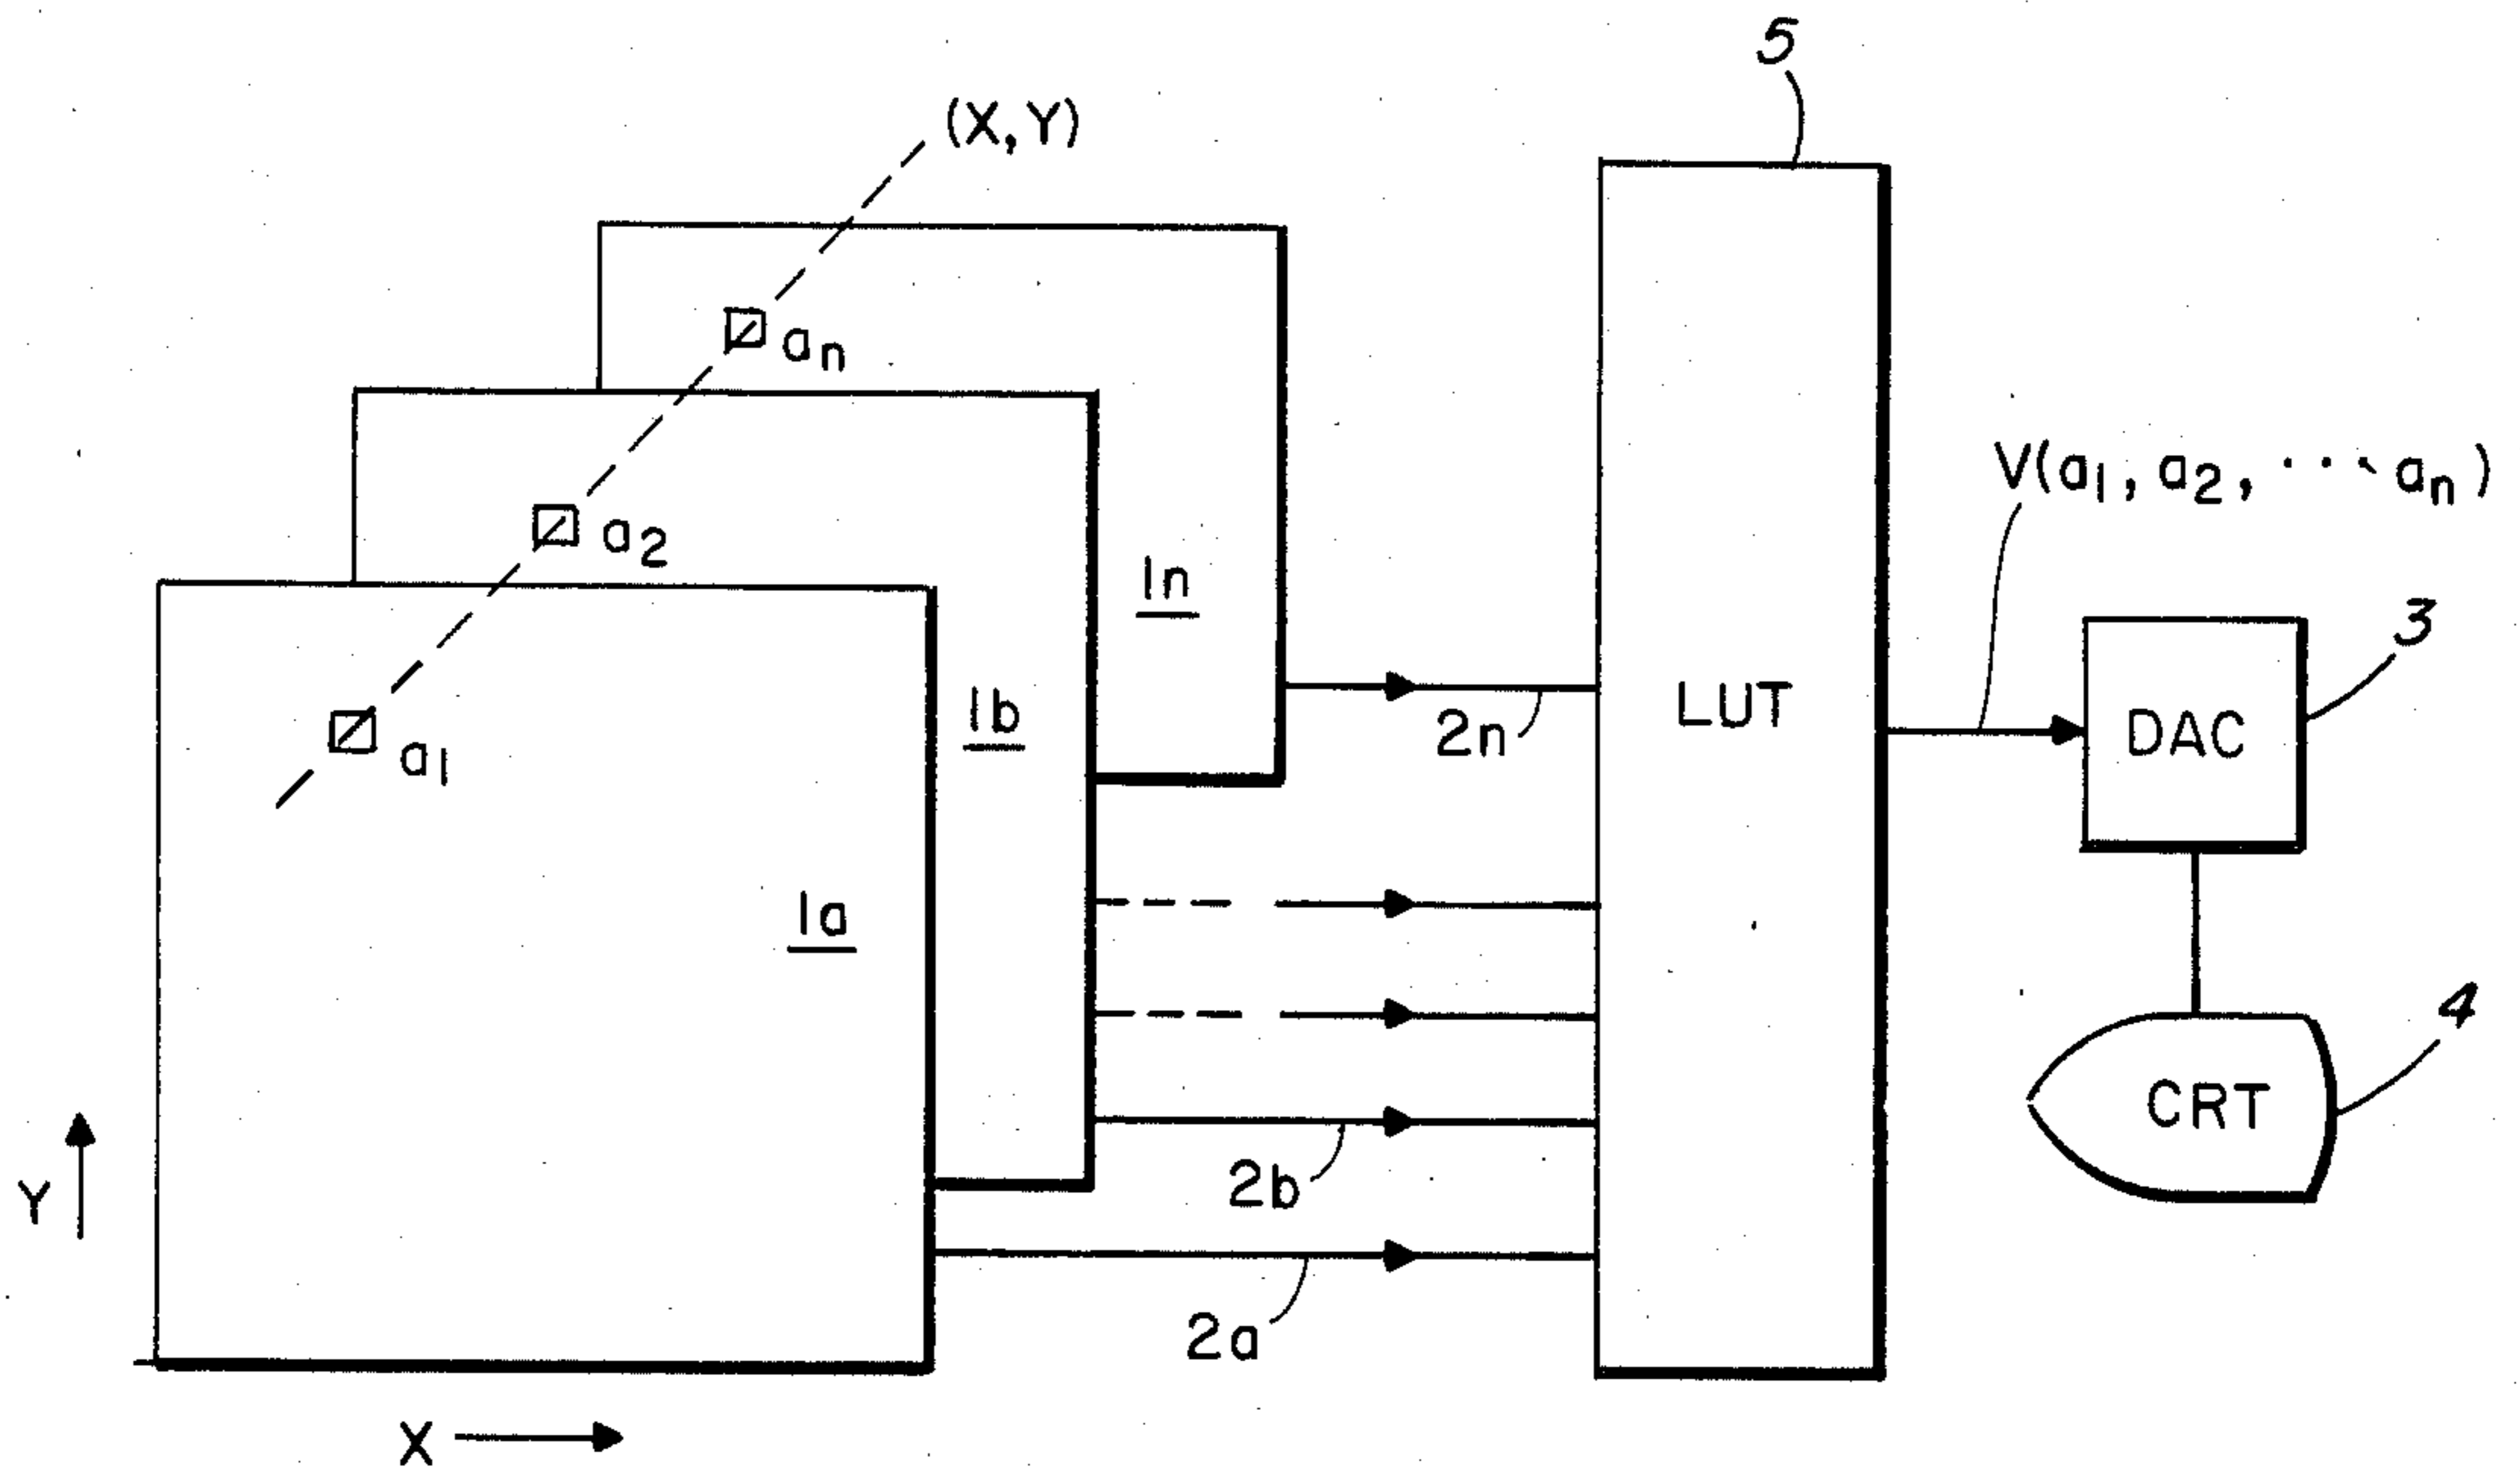 5
(X,Y)
an
a2
a1
1n
1b
1a
2n
2b
2a
LUT
V(a1, a2, ··· an)
3
DAC
4
CRT
Y
X